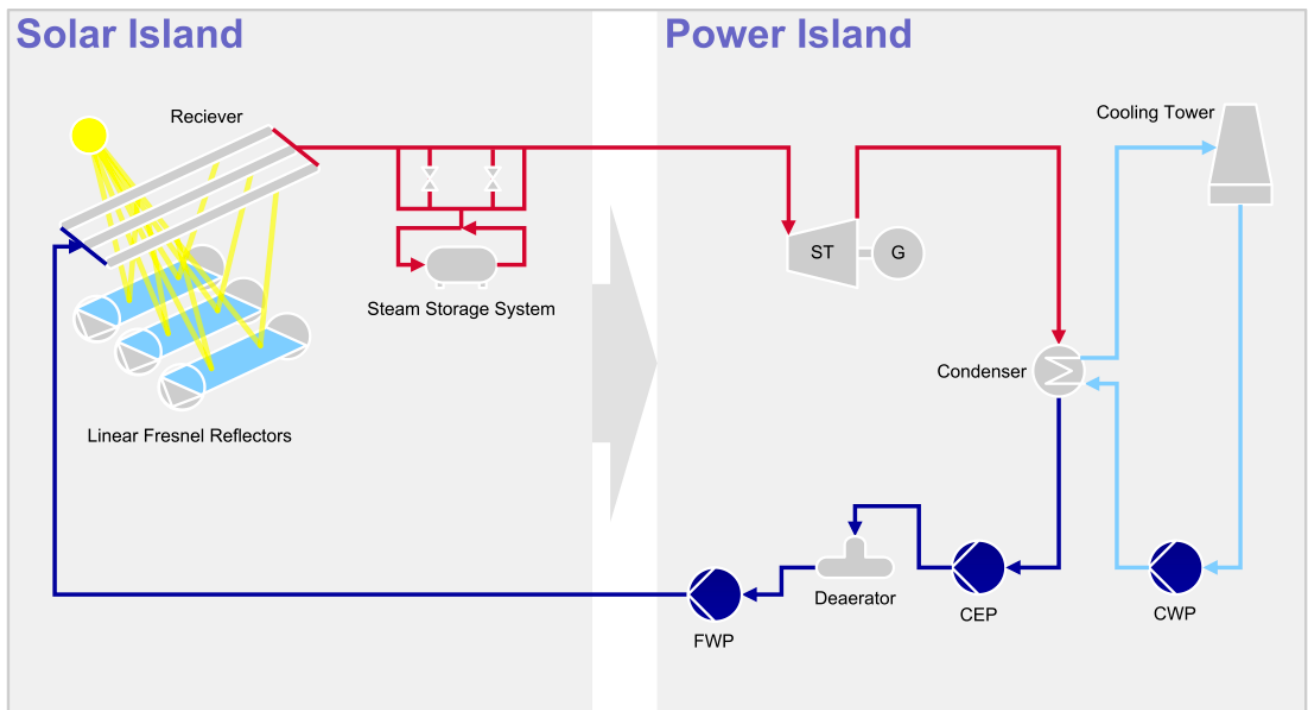 Solar Island
Power Island
Reciever
Cooling Tower
ST
G
Steam Storage System
Condenser
Linear Fresnel Reflectors
Deaerator
CEP
CWP
FWP